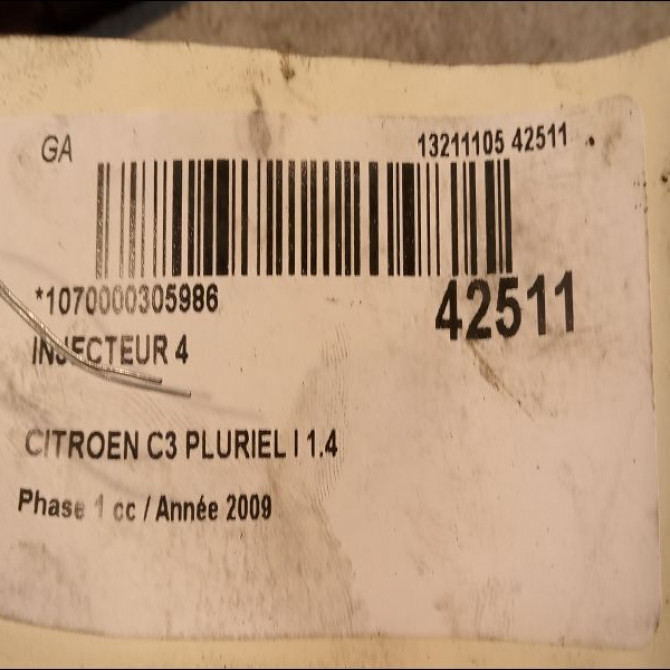 GA
13211105 42511
*1070000305986
42511
INJECTEUR 4
CITROEN C3 PLURIEL I 1.4
Phase 1 cc / Année 2009